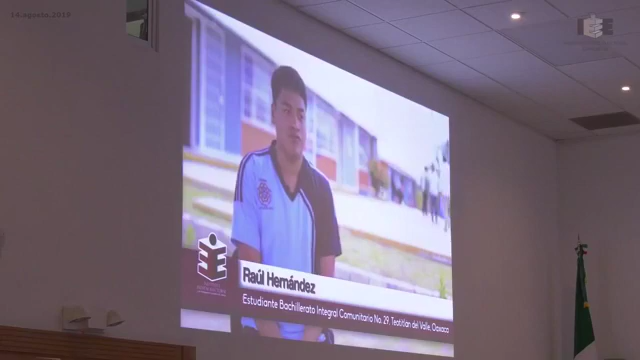 14.agosto.2019
Raúl Hernández
Estudiante Bachillerato Integral Comunitario No. 29, Teotitlán del Valle, Oaxaca